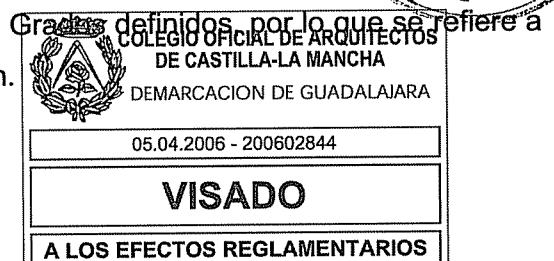 Grados definidos, por lo que se refiere a
n.
COLEGIO OFICIAL DE ARQUITECTOS
DE CASTILLA-LA MANCHA
DEMARCACION DE GUADALAJARA
05.04.2006 - 200602844
VISADO
A LOS EFECTOS REGLAMENTARIOS